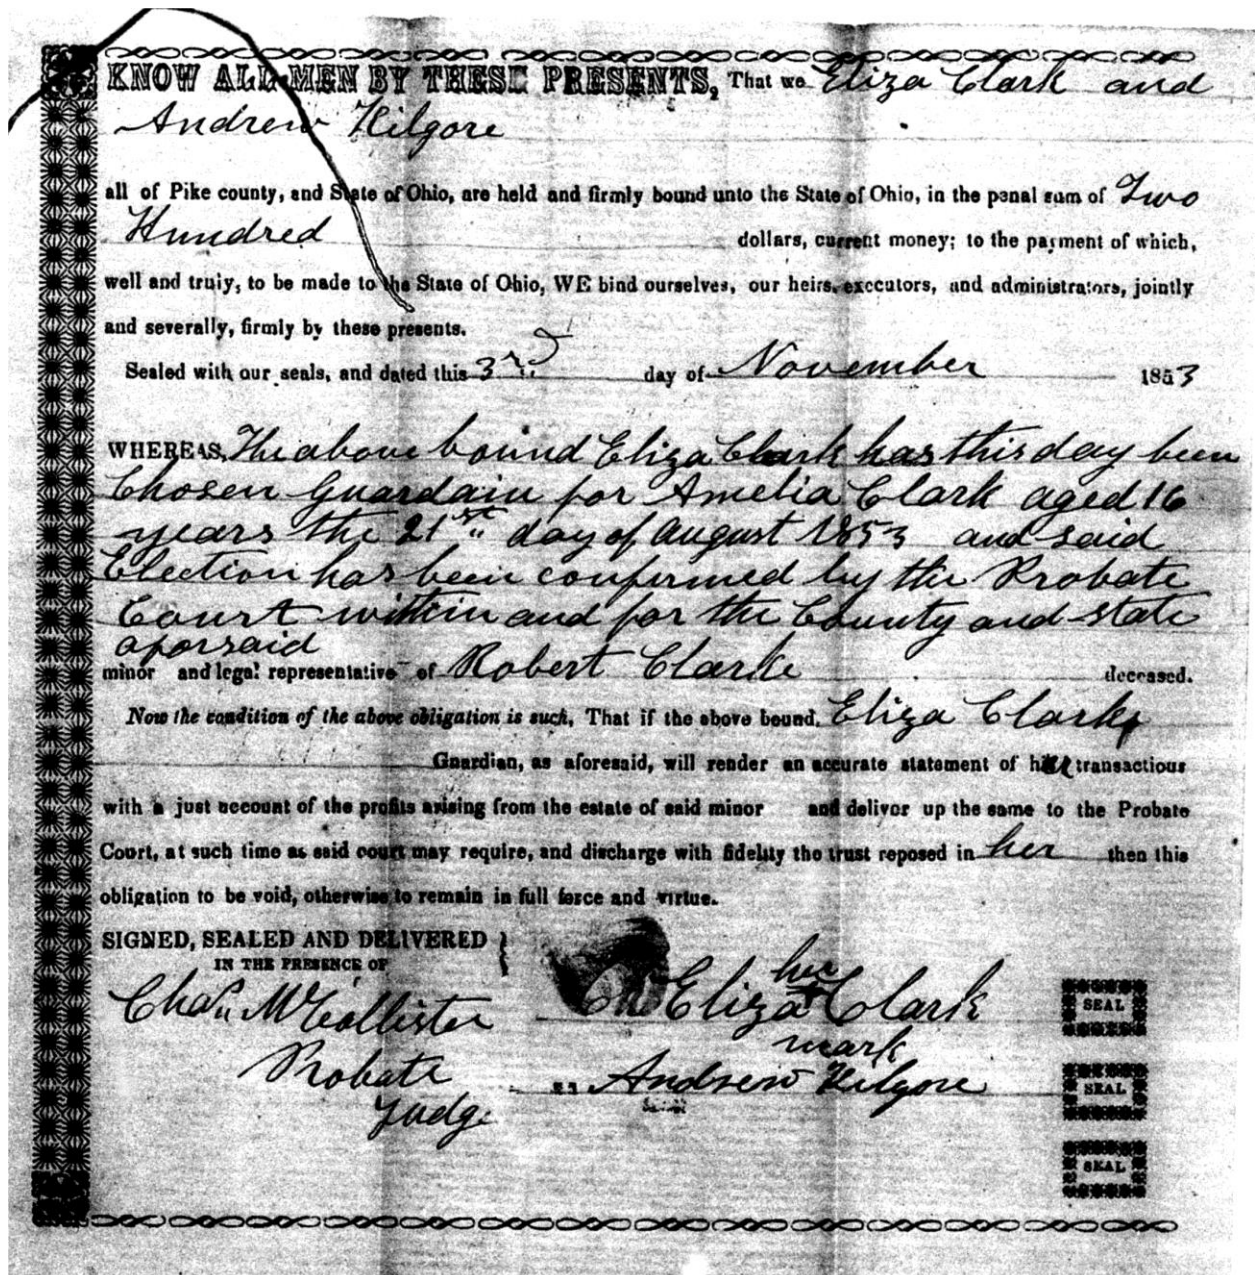 KNOW ALL MEN BY THESE PRESENTS, That we Eliza Clark and
Andrew Kilgore
all of Pike county, and State of Ohio, are held and firmly bound unto the State of Ohio, in the penal sum of Two
Hundred dollars, current money; to the payment of which,
well and truly, to be made to the State of Ohio, WE bind ourselves, our heirs, executors, and administrators, jointly
and severally, firmly by these presents.
Sealed with our seals, and dated this 3rd day of November 1853
WHEREAS, The above bound Eliza Clark has this day been
Chosen Guardain for Amelia Clark aged 16
years the 21st day of August 1853 and said
Election has been confirmed by the Probate
Court within and for the County and state
aforsaid
minor and legal representative of Robert Clarke deceased.
Now the condition of the above obligation is such, That if the above bound. Eliza Clark
Guardian, as aforesaid, will render an accurate statement of her transactions
with a just account of the profits arising from the estate of said minor and deliver up the same to the Probate
Court, at such time as said court may require, and discharge with fidelity the trust reposed in her then this
obligation to be void, otherwise to remain in full force and virtue.
SIGNED, SEALED AND DELIVERED
IN THE PRESENCE OF
her
Chas McCollister Eliza + Clark SEAL
mark
Probate Andrew Kilgore SEAL
Judge
SEAL